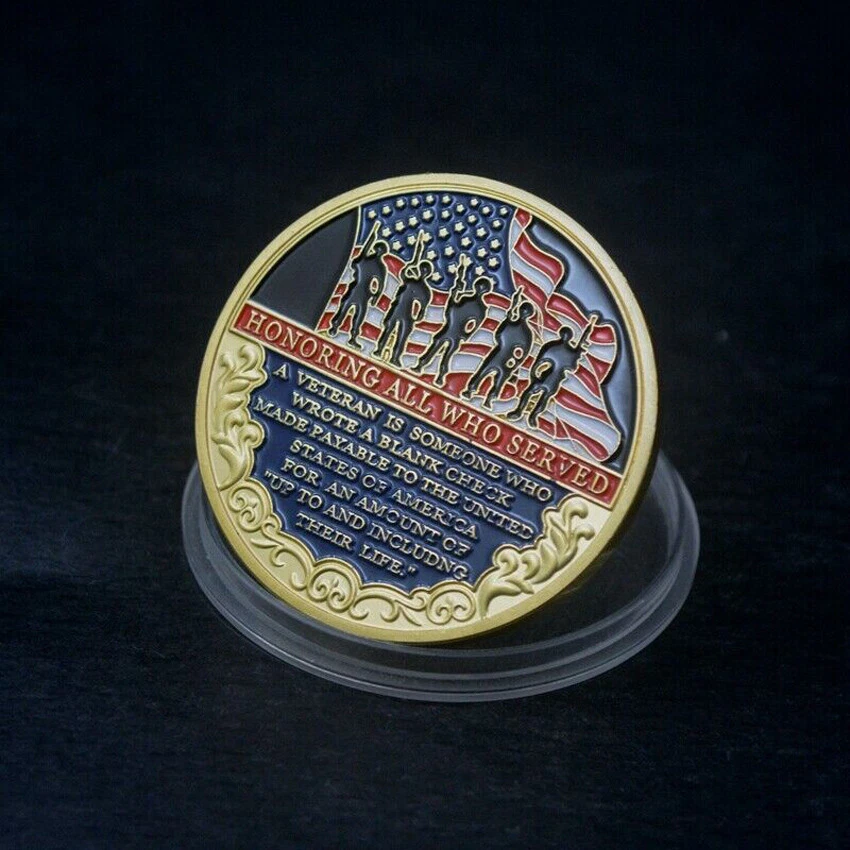 HONORING ALL WHO SERVED
A VETERAN IS SOMEONE WHO
WROTE A BLANK CHECK
MADE PAYABLE TO THE UNITED
STATES OF AMERICA
FOR AN AMOUNT OF
"UP TO AND INCLUDNG
THEIR LIFE."